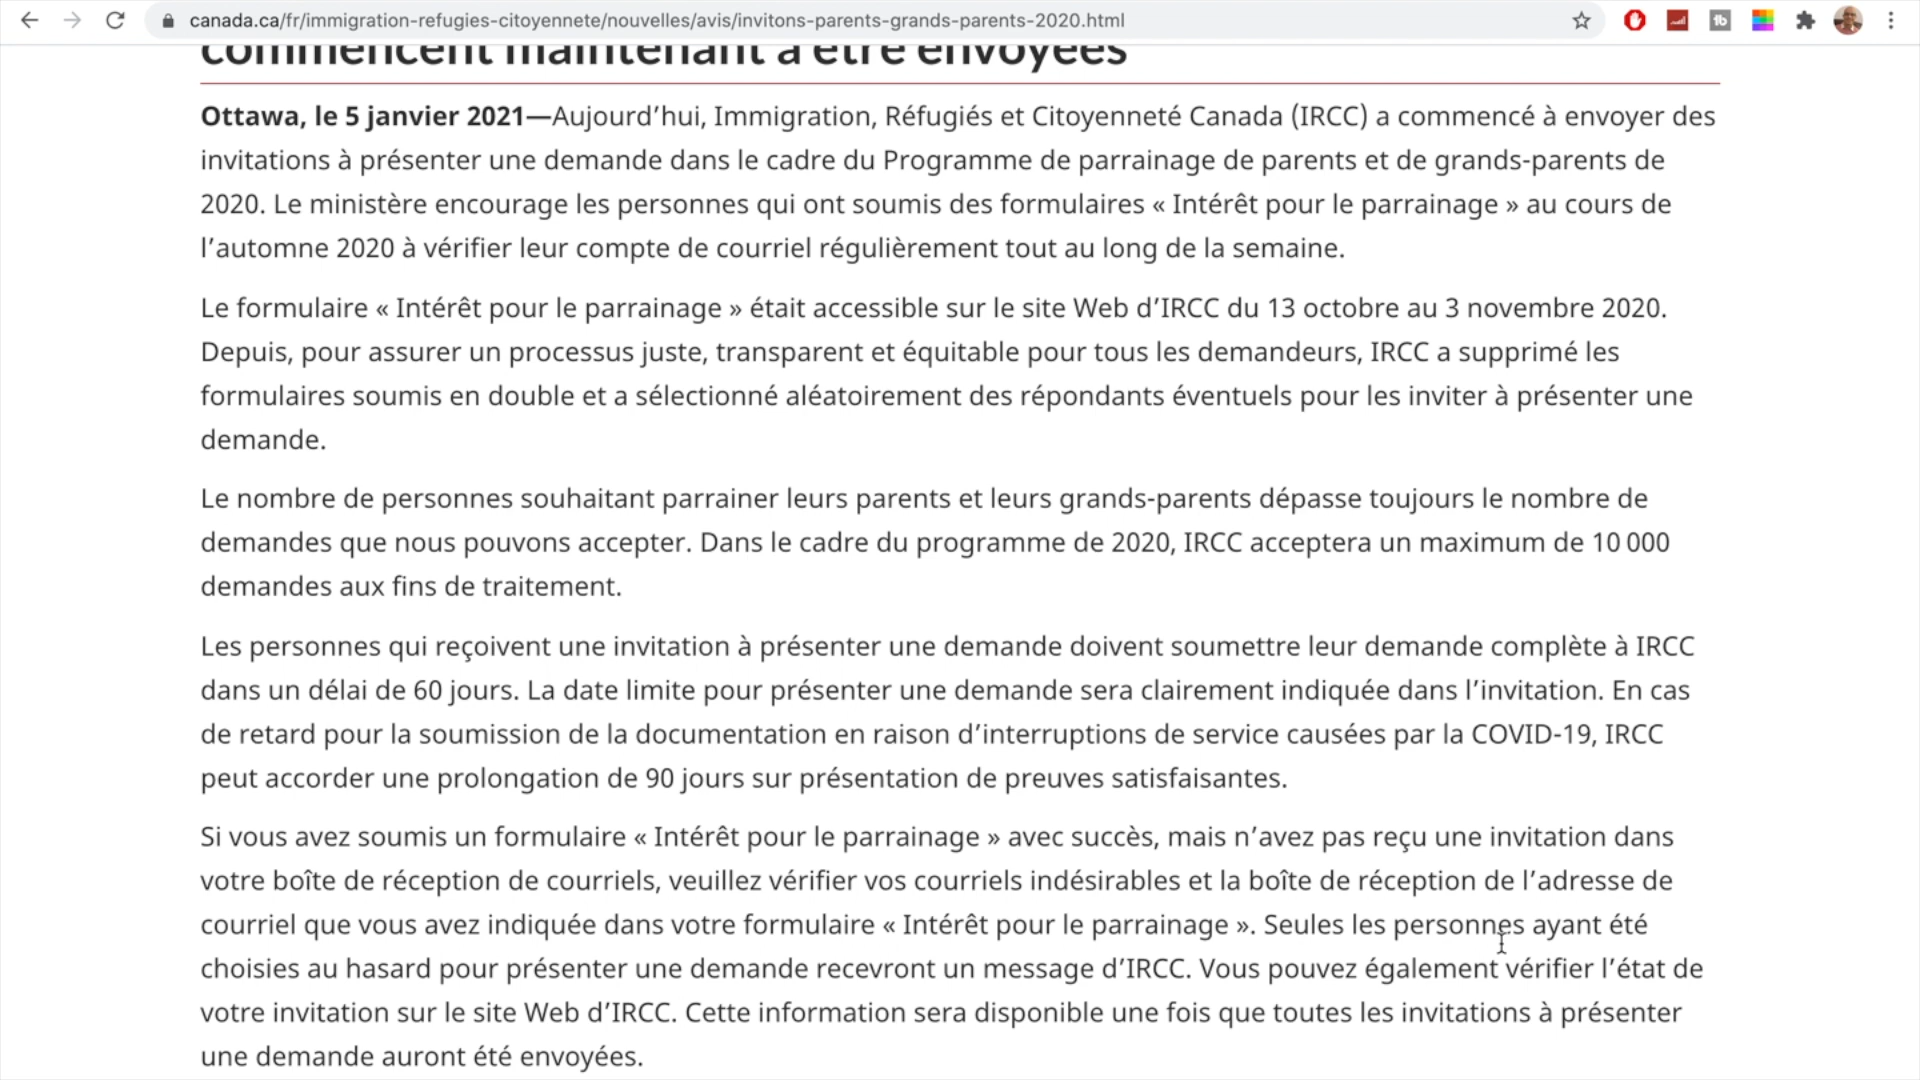 canada.ca/fr/immigration-refugies-citoyennete/nouvelles/avis/invitons-parents-grands-parents-2020.html
commencent maintenant à être envoyées
Ottawa, le 5 janvier 2021—Aujourd’hui, Immigration, Réfugiés et Citoyenneté Canada (IRCC) a commencé à envoyer des
invitations à présenter une demande dans le cadre du Programme de parrainage de parents et de grands-parents de
2020. Le ministère encourage les personnes qui ont soumis des formulaires « Intérêt pour le parrainage » au cours de
l’automne 2020 à vérifier leur compte de courriel régulièrement tout au long de la semaine.
Le formulaire « Intérêt pour le parrainage » était accessible sur le site Web d’IRCC du 13 octobre au 3 novembre 2020.
Depuis, pour assurer un processus juste, transparent et équitable pour tous les demandeurs, IRCC a supprimé les
formulaires soumis en double et a sélectionné aléatoirement des répondants éventuels pour les inviter à présenter une
demande.
Le nombre de personnes souhaitant parrainer leurs parents et leurs grands-parents dépasse toujours le nombre de
demandes que nous pouvons accepter. Dans le cadre du programme de 2020, IRCC acceptera un maximum de 10 000
demandes aux fins de traitement.
Les personnes qui reçoivent une invitation à présenter une demande doivent soumettre leur demande complète à IRCC
dans un délai de 60 jours. La date limite pour présenter une demande sera clairement indiquée dans l’invitation. En cas
de retard pour la soumission de la documentation en raison d’interruptions de service causées par la COVID-19, IRCC
peut accorder une prolongation de 90 jours sur présentation de preuves satisfaisantes.
Si vous avez soumis un formulaire « Intérêt pour le parrainage » avec succès, mais n’avez pas reçu une invitation dans
votre boîte de réception de courriels, veuillez vérifier vos courriels indésirables et la boîte de réception de l’adresse de
courriel que vous avez indiquée dans votre formulaire « Intérêt pour le parrainage ». Seules les personnes ayant été
choisies au hasard pour présenter une demande recevront un message d’IRCC. Vous pouvez également vérifier l’état de
votre invitation sur le site Web d’IRCC. Cette information sera disponible une fois que toutes les invitations à présenter
une demande auront été envoyées.